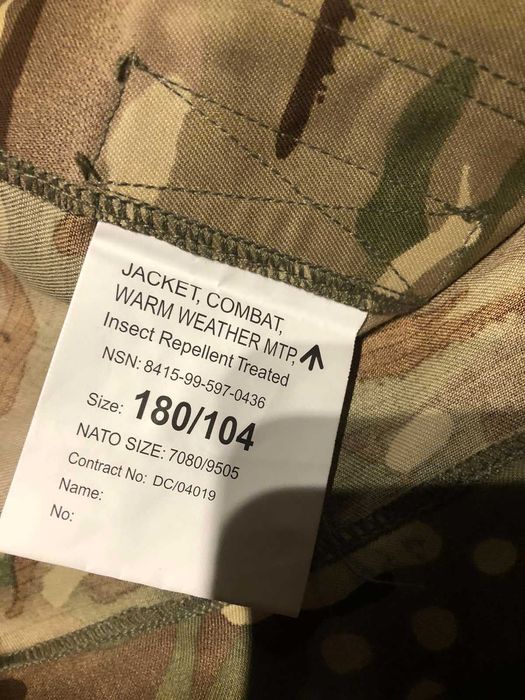 JACKET, COMBAT,
WARM WEATHER MTP,
Insect Repellent Treated
NSN: 8415-99-597-0436
Size: 180/104
NATO SIZE: 7080/9505
Contract No: DC/04019
Name:
No: